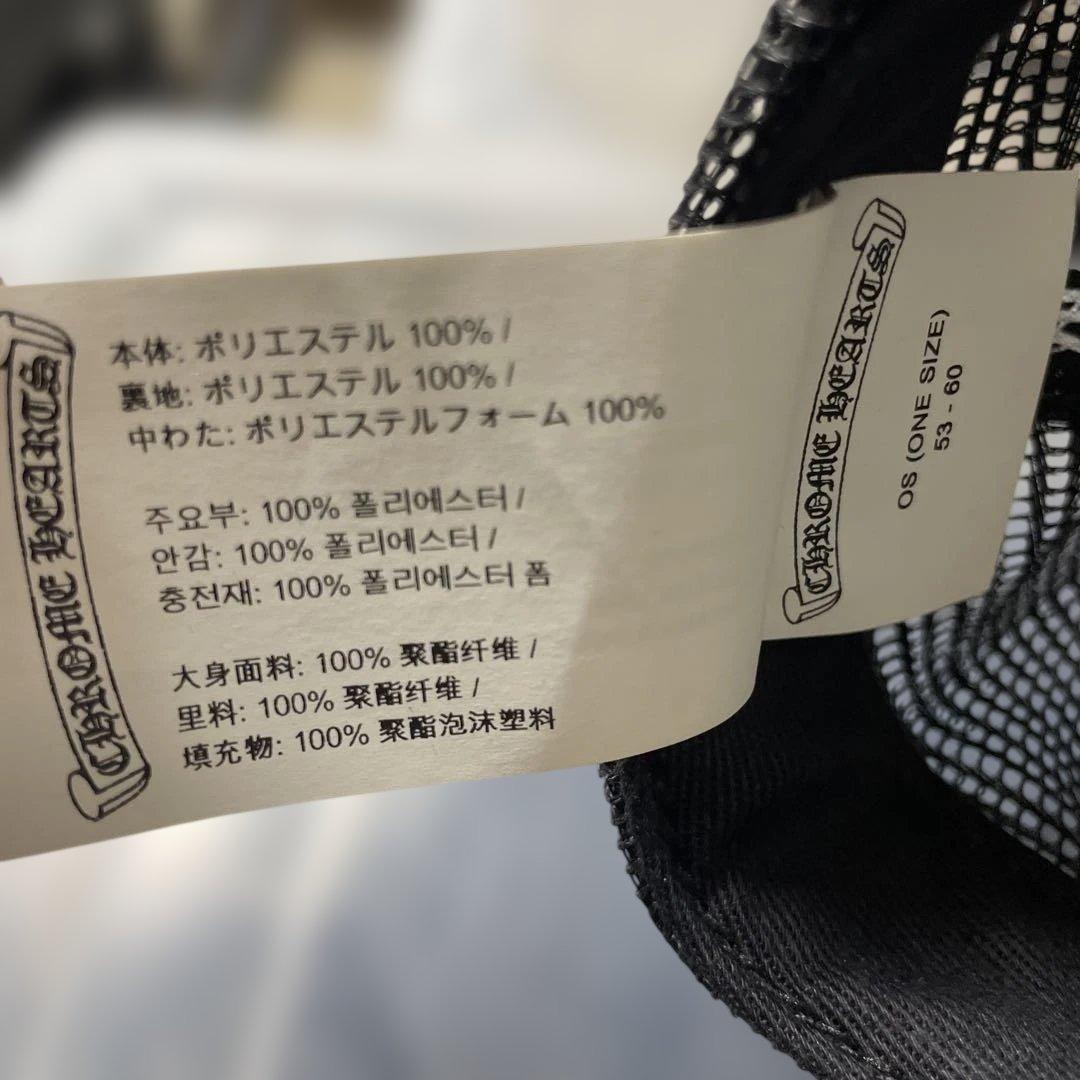 CHROME HEARTS
本体: ポリエステル 100% /
裏地: ポリエステル 100% /
中わた: ポリエステルフォーム 100%
주요부: 100% 폴리에스터 /
안감: 100% 폴리에스터 /
충전재: 100% 폴리에스터 폼
大身面料: 100% 聚酯纤维 /
里料: 100% 聚酯纤维 /
填充物: 100% 聚酯泡沫塑料
CHROME HEARTS
OS (ONE SIZE)
53 - 60